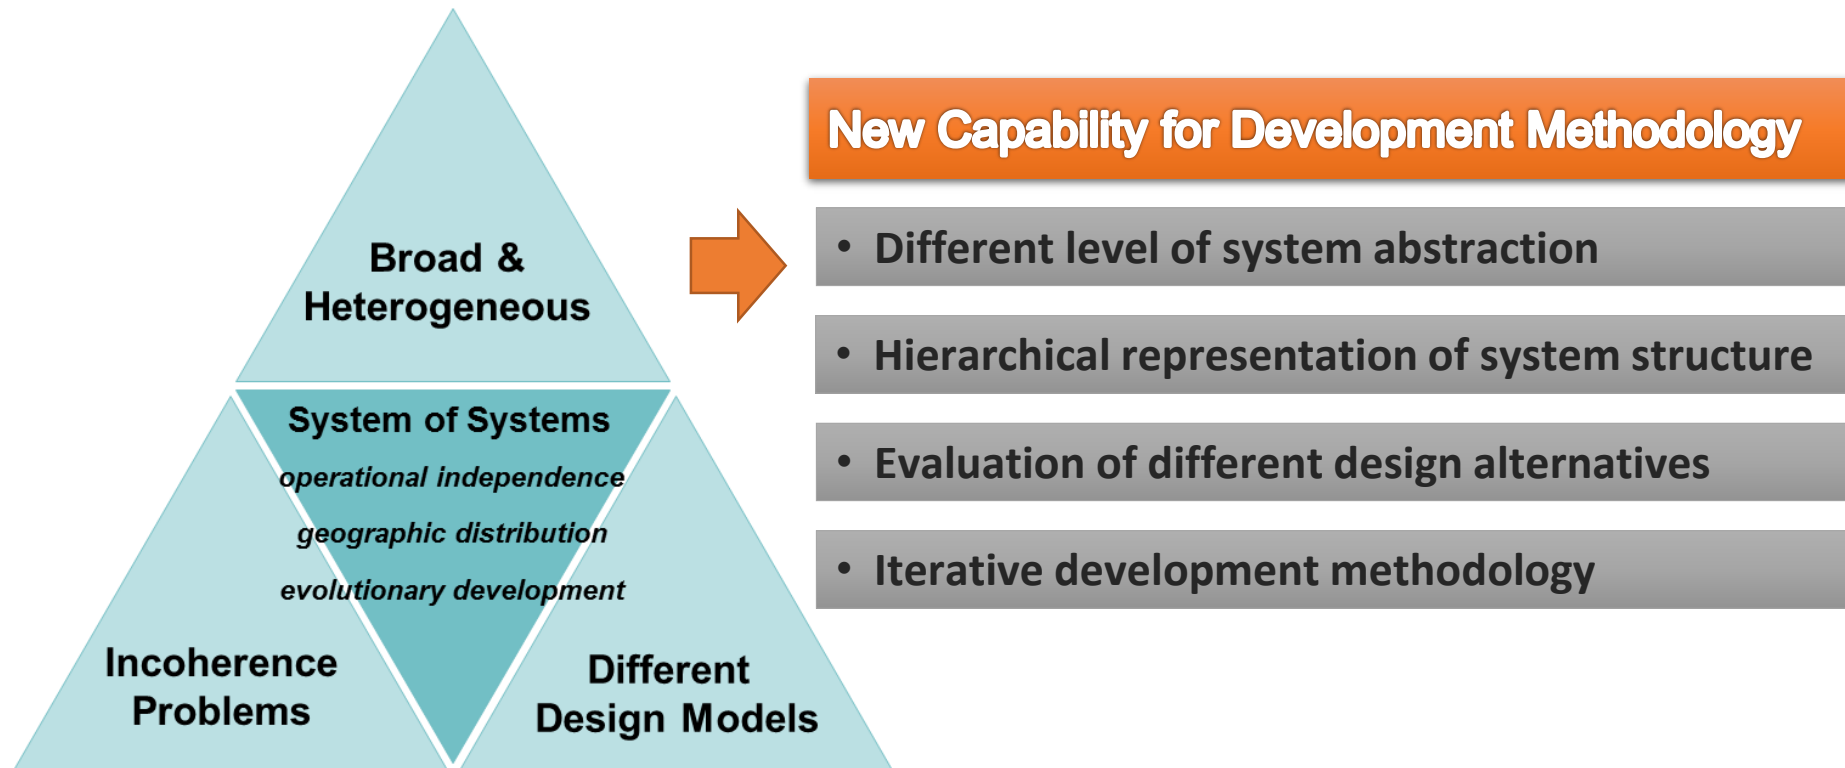 Broad &
Heterogeneous
System of Systems
operational independence
geographic distribution
evolutionary development
Incoherence
Problems
Different
Design Models
New Capability for Development Methodology
• Different level of system abstraction
• Hierarchical representation of system structure
• Evaluation of different design alternatives
• Iterative development methodology